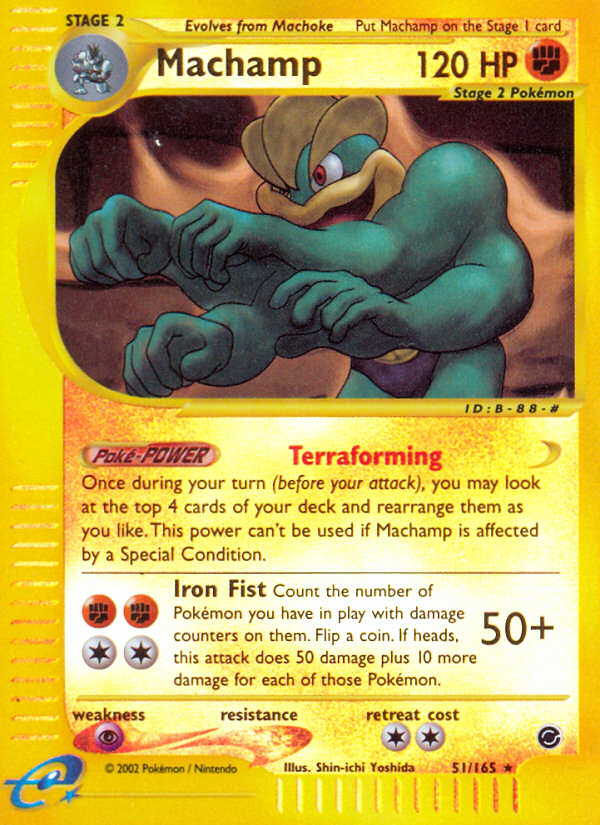 STAGE 2
Evolves from Machoke Put Machamp on the Stage 1 card
Machamp 120 HP
Stage 2 Pokémon
ID:B-88-#
Poké-POWER Terraforming
Once during your turn (before your attack), you may look
at the top 4 cards of your deck and rearrange them as
you like. This power can't be used if Machamp is affected
by a Special Condition.
Iron Fist Count the number of
Pokémon you have in play with damage
counters on them. Flip a coin. If heads,
this attack does 50 damage plus 10 more
damage for each of those Pokémon.
50+
weakness resistance retreat cost
© 2002 Pokémon / Nintendo Illus. Shin-ichi Yoshida 51/165 ★
e